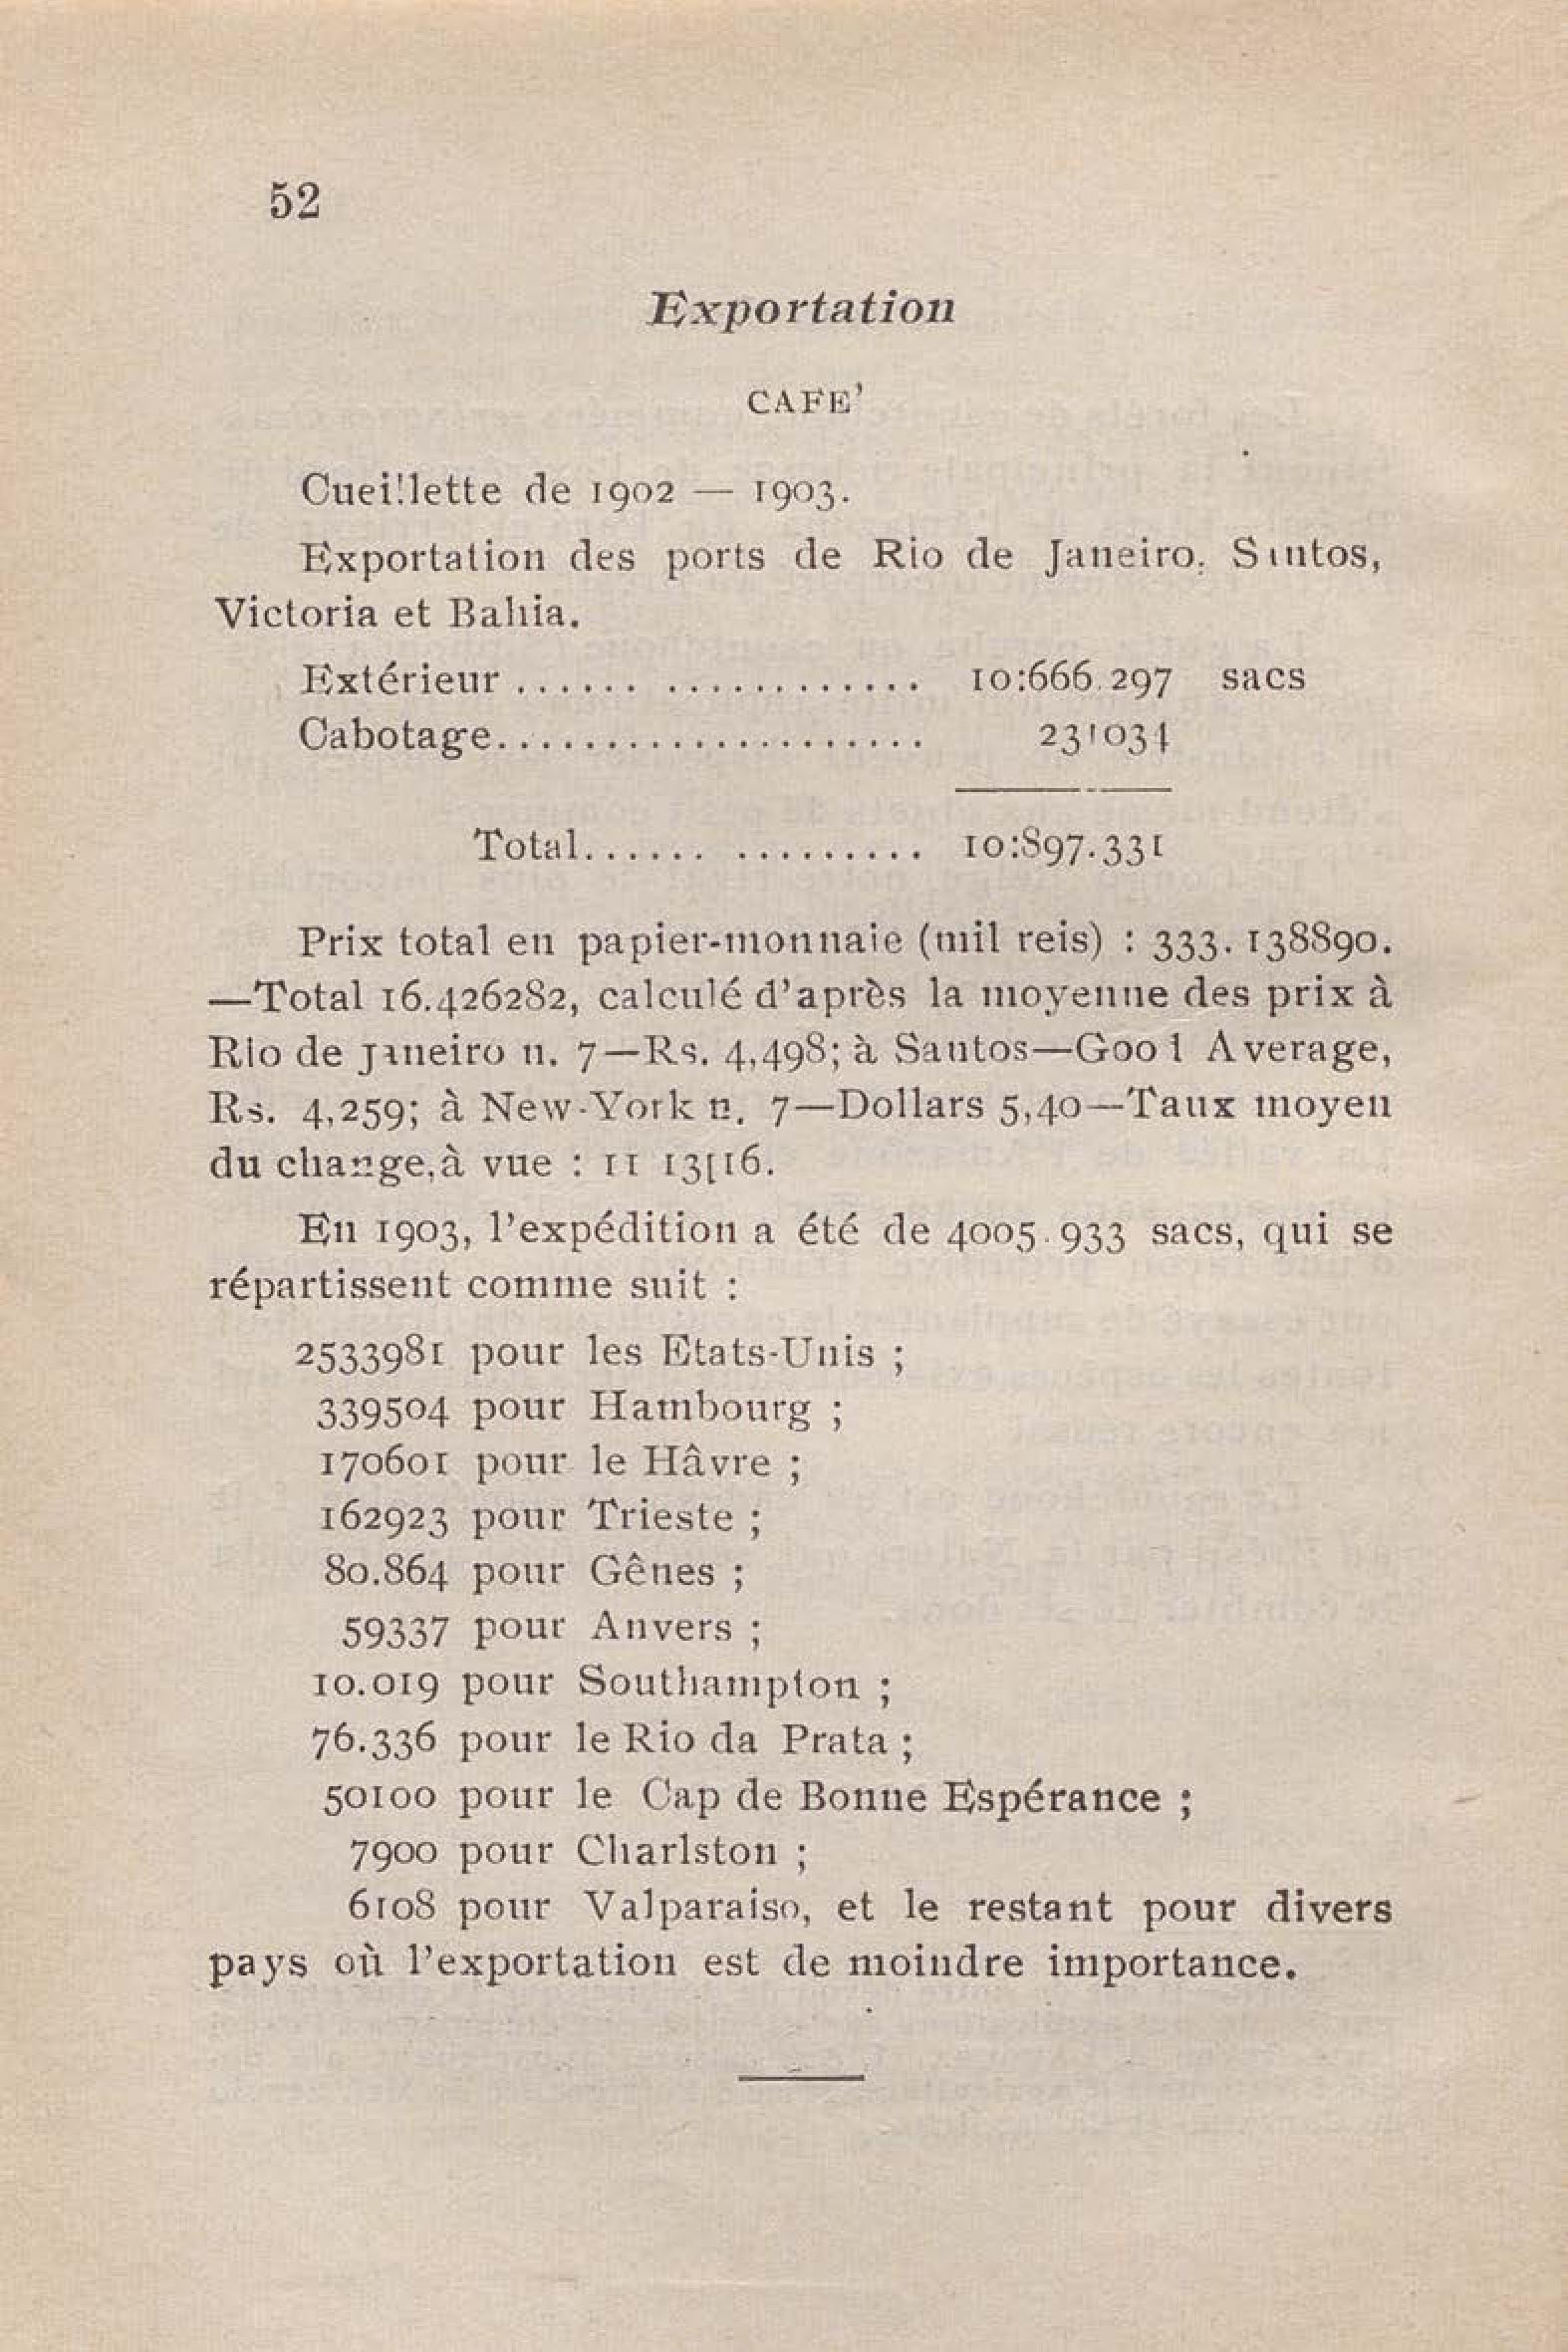 52
Exportation
CAFE'
Cueillette de 1902 — 1903.
Exportation des ports de Rio de Janeiro, Santos,
Victoria et Bahia.
Extérieur ...... ............ 10:666.297 sacs
Cabotage.................... 231034
Total...... ......... 10:897.331
Prix total en papier-monnaie (mil reis) : 333.138890.
—Total 16.426282, calculé d'après la moyenne des prix à
Rio de Janeiro n. 7—Rs. 4,498; à Santos—Good Average,
Rs. 4,259; à New-York n. 7—Dollars 5,40—Taux moyen
du change, à vue : 11 13[16.
En 1903, l'expédition a été de 4005.933 sacs, qui se
répartissent comme suit :
2533981 pour les Etats-Unis ;
339504 pour Hambourg ;
170601 pour le Hâvre ;
162923 pour Trieste ;
80.864 pour Gênes ;
59337 pour Anvers ;
10.019 pour Southampton ;
76.336 pour le Rio da Prata ;
50100 pour le Cap de Bonne Espérance ;
7900 pour Charlston ;
6108 pour Valparaiso, et le restant pour divers
pays où l'exportation est de moindre importance.